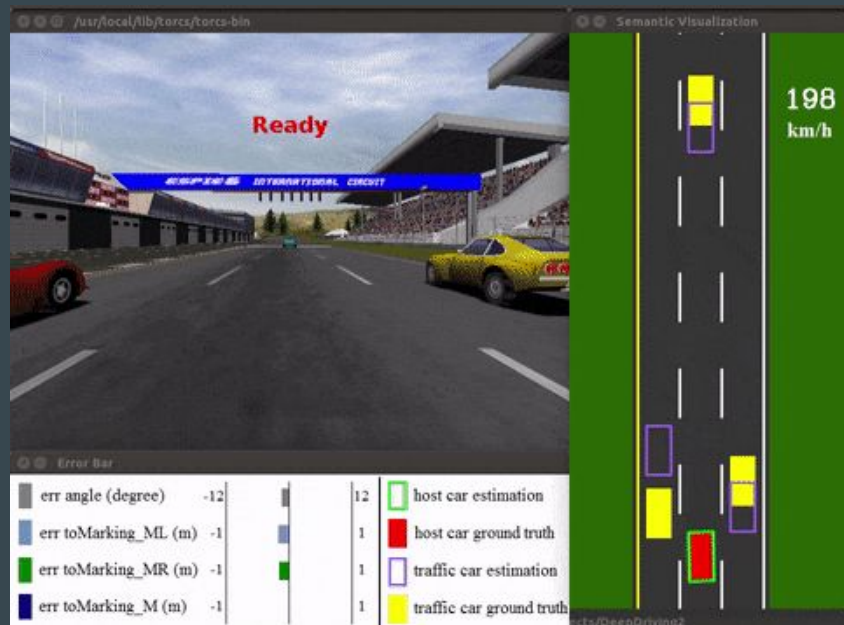 /usr/local/lib/torcs/torcs-bin
Semantic Visualization
Ready
198
km/h
INTERNATIONAL CIRCUIT
Error Bar
err angle (degree) -12 12
err toMarking_ML (m) -1 1
err toMarking_MR (m) -1 1
err toMarking_M (m) -1 1
host car estimation
host car ground truth
traffic car estimation
traffic car ground truth